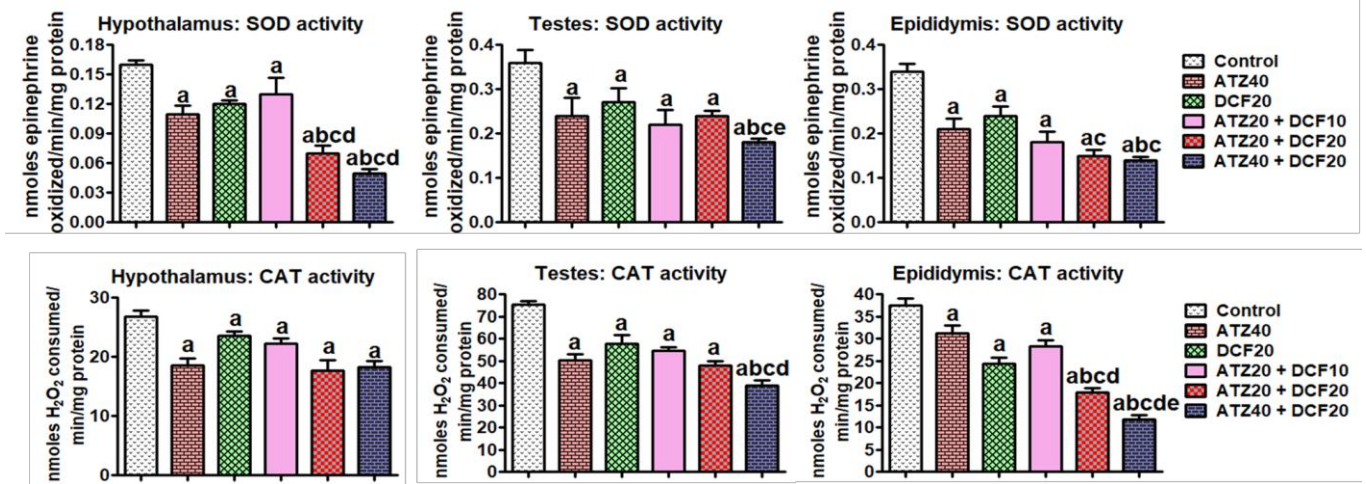 Hypothalamus: SOD activity
nmoles epinephrine
oxidized/min/mg protein
0.18
0.15
0.12
0.09
0.06
0.03
0.00
a
a
a
abcd
abcd
Testes: SOD activity
nmoles epinephrine
oxidized/min/mg protein
0.4
0.3
0.2
0.1
0.0
a
a
a
a
abce
Epididymis: SOD activity
nmoles epinephrine
oxidized/min/mg protein
0.4
0.3
0.2
0.1
0.0
a
a
a
ac
abc
Control
ATZ40
DCF20
ATZ20 + DCF10
ATZ20 + DCF20
ATZ40 + DCF20
Hypothalamus: CAT activity
nmoles H₂O₂ consumed/
min/mg protein
30
20
10
0
a
a
a
a
a
Testes: CAT activity
nmoles H₂O₂ consumed/
min/mg protein
80
70
60
50
40
30
20
10
0
a
a
a
a
abcd
Epididymis: CAT activity
nmoles H₂O₂ consumed/
min/mg protein
40
35
30
25
20
15
10
5
0
a
a
a
abcd
abcde
Control
ATZ40
DCF20
ATZ20 + DCF10
ATZ20 + DCF20
ATZ40 + DCF20